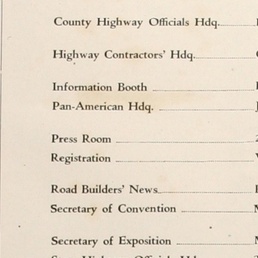 County Highway Officials Hdq.
Highway Contractors' Hdq.
Information Booth
Pan-American Hdq.
Press Room
Registration
Road Builders' News
Secretary of Convention
Secretary of Exposition